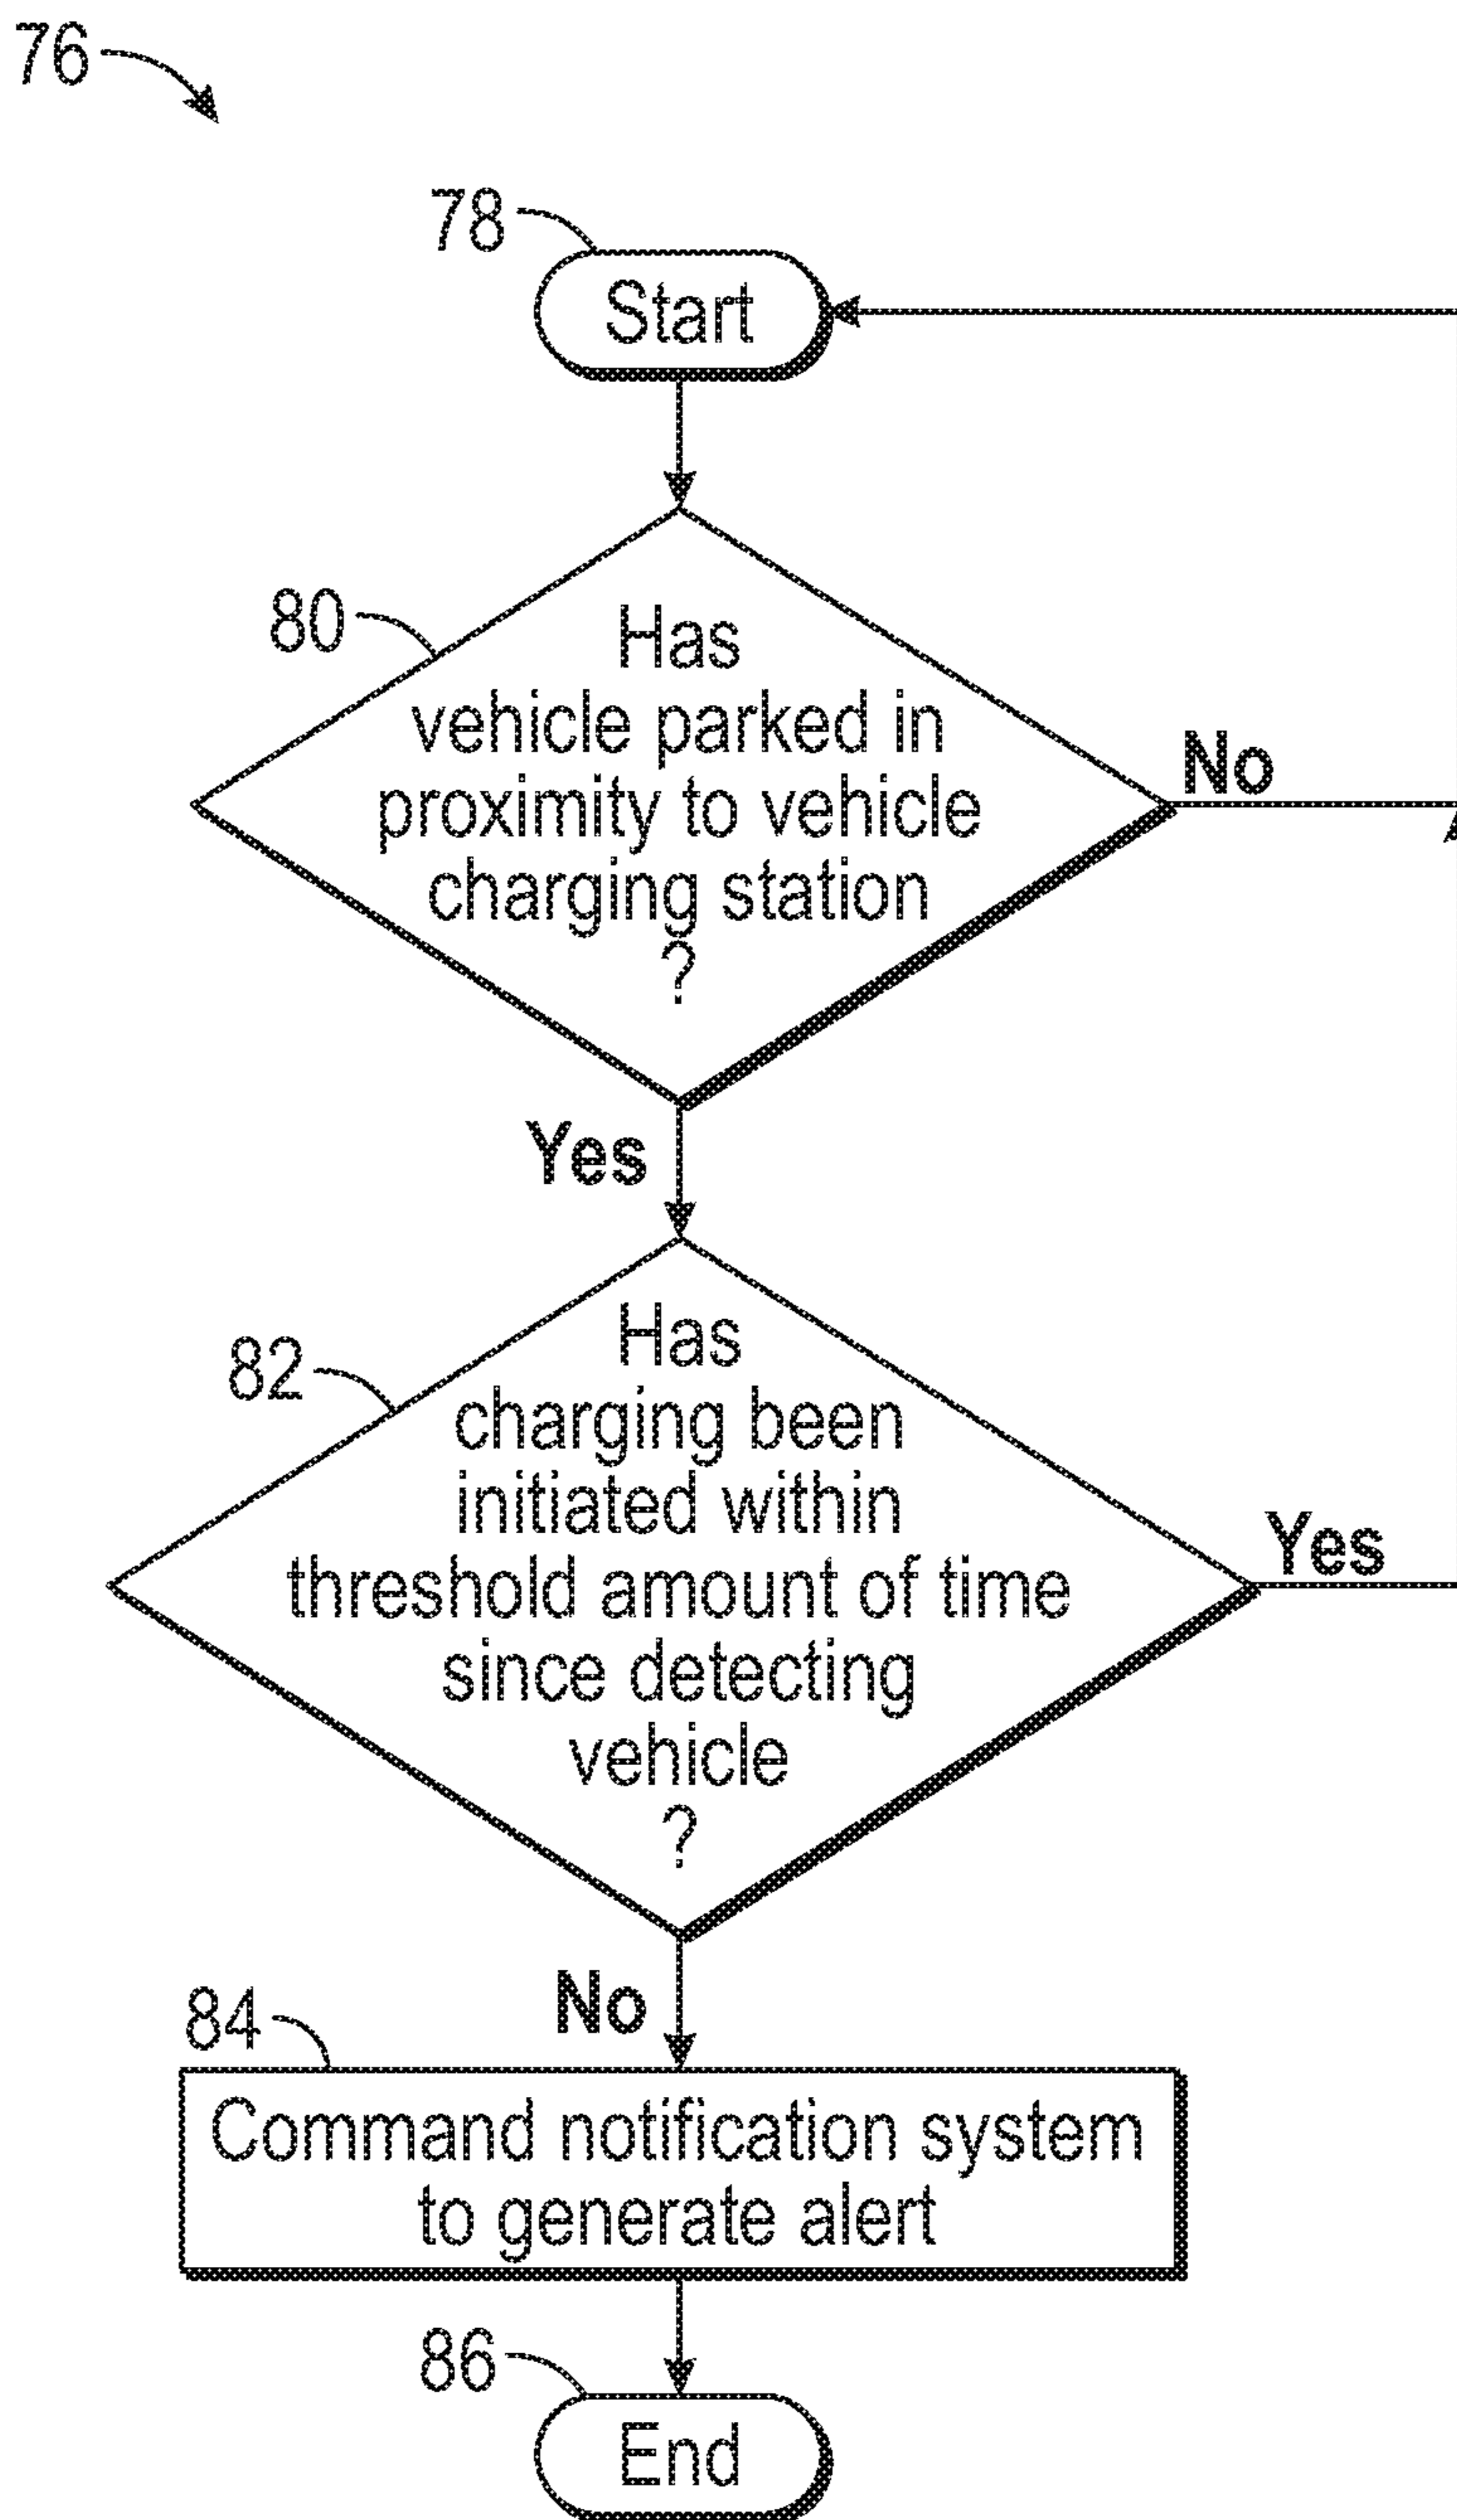 76
78
Start
80
Has
vehicle parked in
proximity to vehicle
charging station
?
No
Yes
82
Has
charging been
initiated within
threshold amount of time
since detecting
vehicle
?
Yes
No
84
Command notification system
to generate alert
86
End